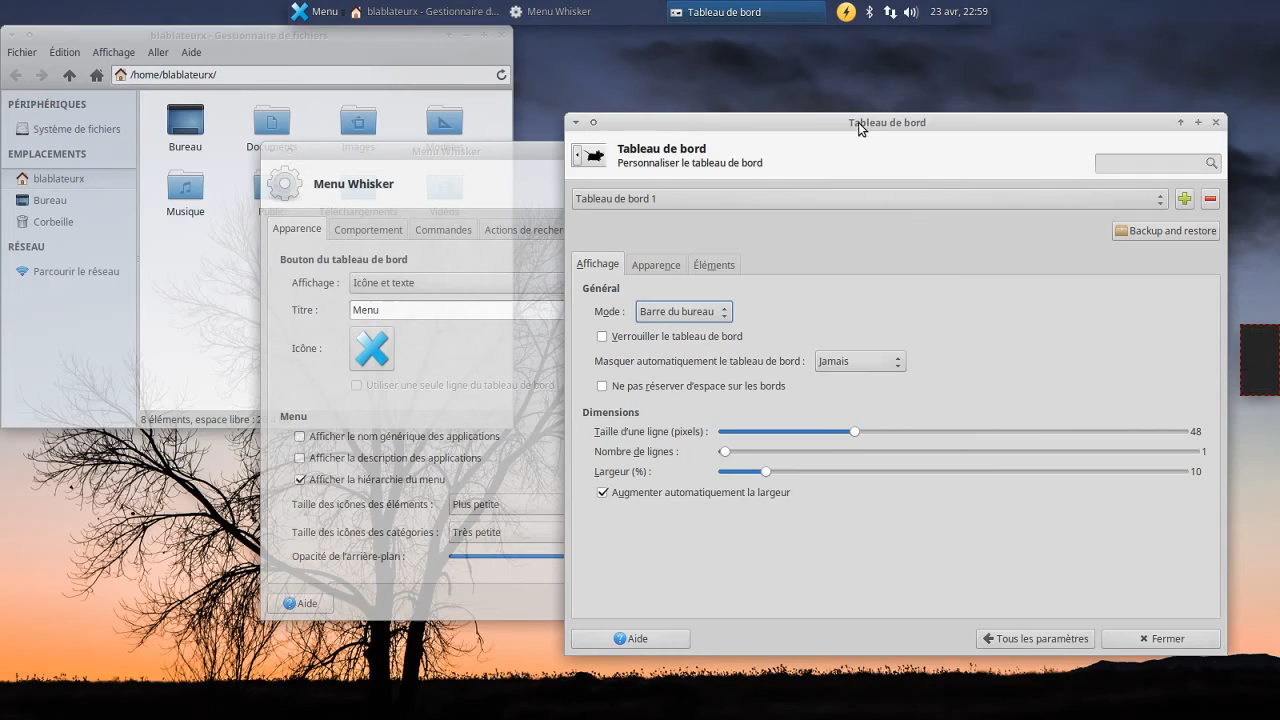 Menu
blablateurx - Gestionnaire d...
Menu Whisker
Tableau de bord
23 avr, 22:59
blablateurx - Gestionnaire de fichiers
Fichier Édition Affichage Aller Aide
/home/blablateurx/
PÉRIPHÉRIQUES
Système de fichiers
EMPLACEMENTS
blablateurx
Bureau
Corbeille
RÉSEAU
Parcourir le réseau
Bureau Documents Images Modèles
Musique Public Téléchargements Vidéos
8 éléments, espace libre :
Menu Whisker
Menu Whisker
Apparence Comportement Commandes Actions de recher
Bouton du tableau de bord
Affichage : Icône et texte
Titre : Menu
Icône :
Utiliser une seule ligne du tableau de bord
Menu
Afficher le nom générique des applications
Afficher la description des applications
Afficher la hiérarchie du menu
Taille des icônes des éléments : Plus petite
Taille des icônes des catégories : Très petite
Opacité de l'arrière-plan :
Aide
Tableau de bord
Tableau de bord
Personnaliser le tableau de bord
Tableau de bord 1
Backup and restore
Affichage Apparence Éléments
Général
Mode : Barre du bureau
Verrouiller le tableau de bord
Masquer automatiquement le tableau de bord : Jamais
Ne pas réserver d'espace sur les bords
Dimensions
Taille d'une ligne (pixels) : 48
Nombre de lignes : 1
Largeur (%) : 10
Augmenter automatiquement la largeur
Aide
Tous les paramètres
Fermer